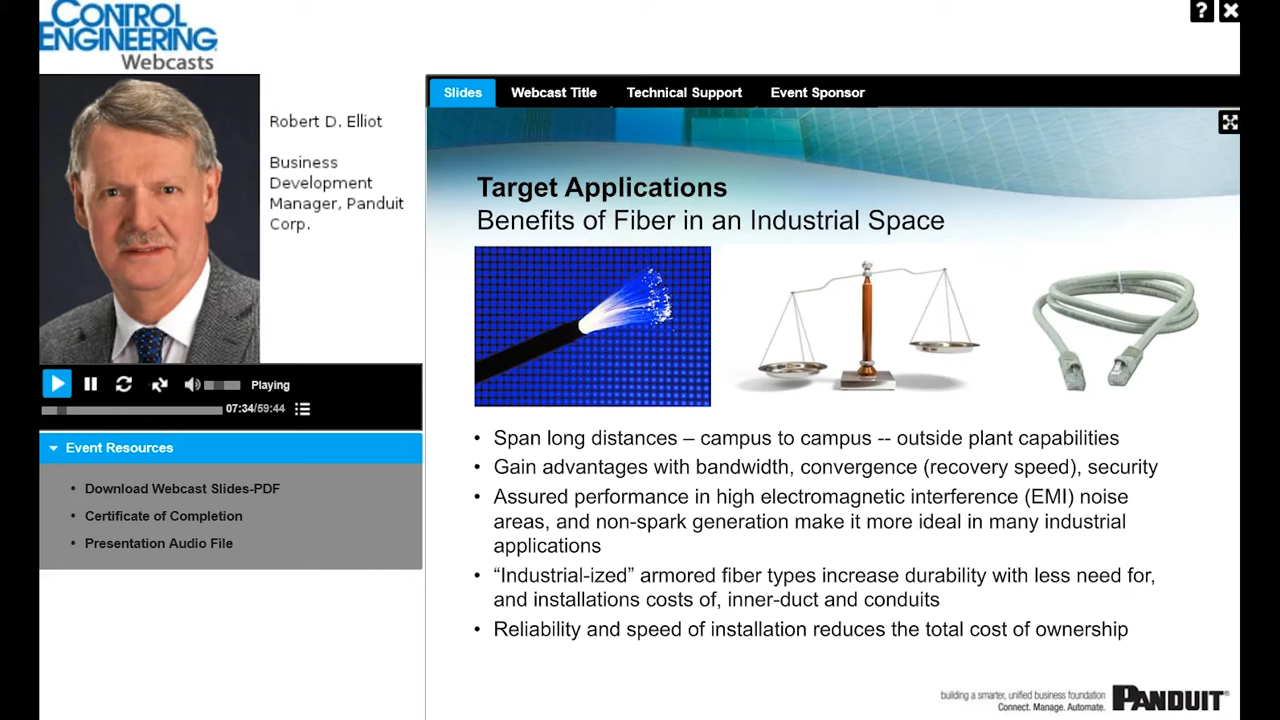 CONTROL
ENGINEERING
Webcasts
?
Robert D. Elliot
Business
Development
Manager, Panduit
Corp.
Playing
07:34/59:44
Event Resources
• Download Webcast Slides-PDF
• Certificate of Completion
• Presentation Audio File
Slides Webcast Title Technical Support Event Sponsor
Target Applications
Benefits of Fiber in an Industrial Space
• Span long distances – campus to campus -- outside plant capabilities
• Gain advantages with bandwidth, convergence (recovery speed), security
• Assured performance in high electromagnetic interference (EMI) noise
areas, and non-spark generation make it more ideal in many industrial
applications
• “Industrial-ized” armored fiber types increase durability with less need for,
and installations costs of, inner-duct and conduits
• Reliability and speed of installation reduces the total cost of ownership
building a smarter, unified business foundation
Connect. Manage. Automate.
PANDUIT